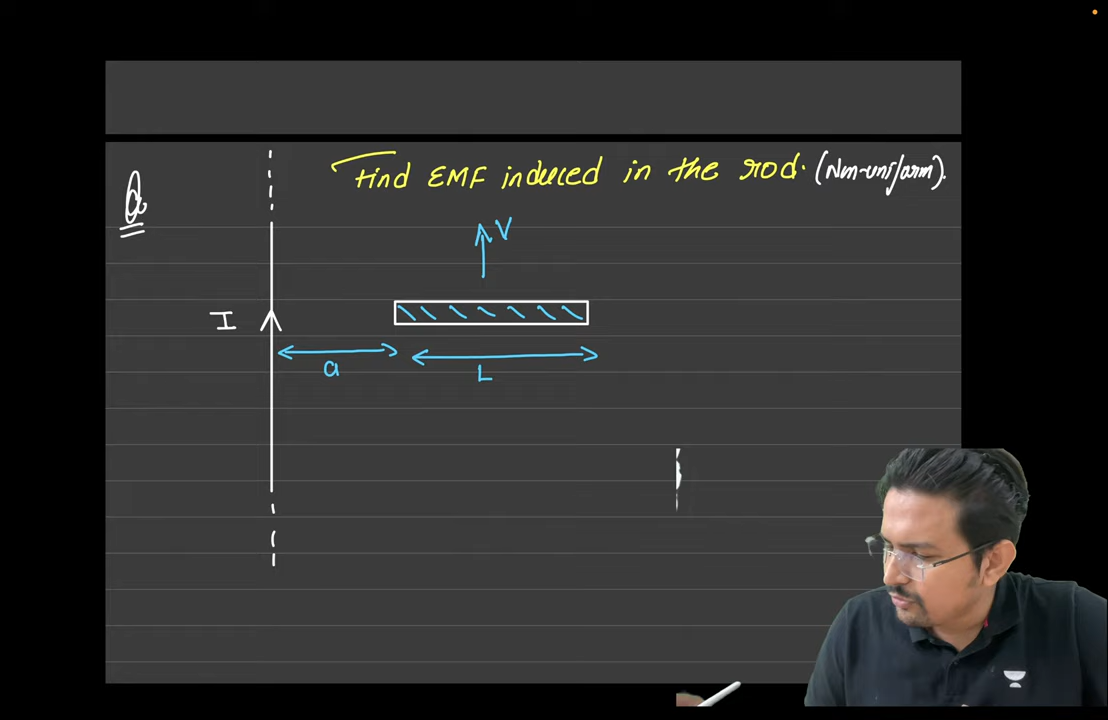 Q
Find EMF induced in the rod. (Non-uniform).
V
I
a
L